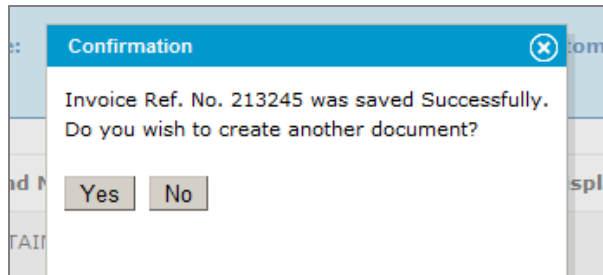 Confirmation
Invoice Ref. No. 213245 was saved Successfully.
Do you wish to create another document?
Yes No